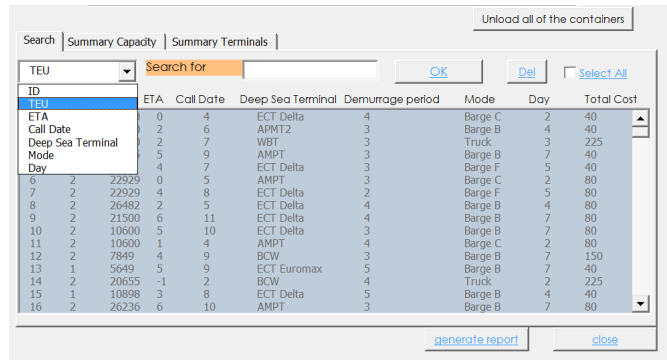 Unload all of the containers
Search Summary Capacity Summary Terminals
TEU Search for OK Del Select All
ID
TEU
ETA
Call Date
Deep Sea Terminal
Mode
Day
ETA Call Date Deep Sea Terminal Demurrage period Mode Day Total Cost
0 4 ECT Delta 4 Barge C 2 40
2 6 APMT2 3 Barge B 4 40
2 7 WBT 3 Truck 3 225
5 9 AMPT 3 Barge B 7 40
4 7 ECT Delta 3 Barge F 5 40
6 2 22929 0 5 AMPT 3 Barge C 2 80
7 2 22929 4 8 ECT Delta 2 Barge F 5 80
8 2 26482 2 5 ECT Delta 3 Barge B 4 80
9 2 21500 6 11 ECT Delta 4 Barge B 7 80
10 2 10600 5 10 ECT Delta 3 Barge B 7 80
11 2 10600 1 4 AMPT 4 Barge C 2 80
12 2 7849 4 9 BCW 3 Barge B 7 150
13 1 5649 5 9 ECT Euromax 5 Barge B 7 40
14 2 20655 -1 2 BCW 4 Truck 2 225
15 1 10898 3 8 ECT Delta 5 Barge B 4 40
16 2 26236 6 10 AMPT 3 Barge B 7 80
generate report close